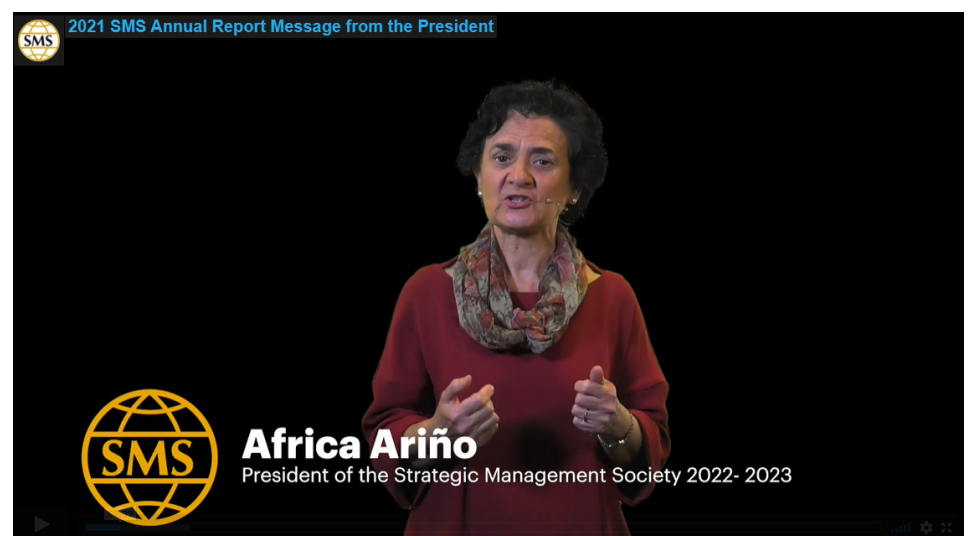 SMS
2021 SMS Annual Report Message from the President
SMS
Africa Ariño
President of the Strategic Management Society 2022- 2023